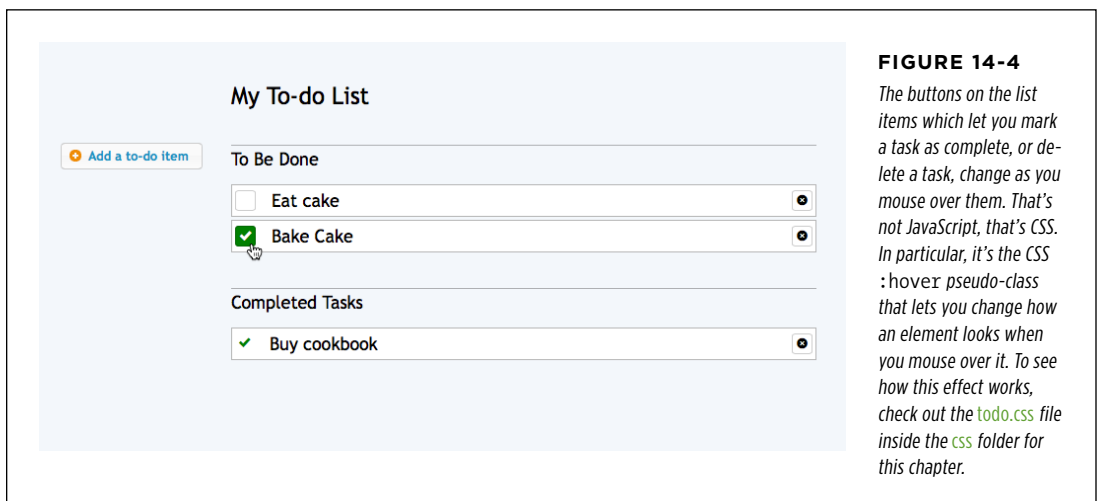 My To-do List
Add a to-do item
To Be Done
Eat cake
Bake Cake
Completed Tasks
Buy cookbook
FIGURE 14-4
The buttons on the list
items which let you mark
a task as complete, or de-
lete a task, change as you
mouse over them. That's
not JavaScript, that's CSS.
In particular, it's the CSS
:hover pseudo-class
that lets you change how
an element looks when
you mouse over it. To see
how this effect works,
check out the todo.css file
inside the css folder for
this chapter.